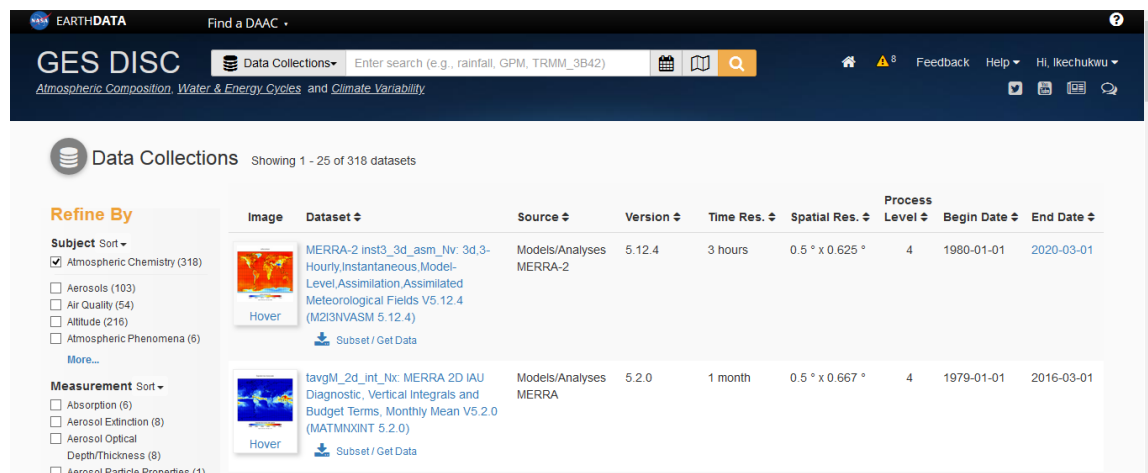 NASA EARTHDATA Find a DAAC
GES DISC Data Collections Enter search (e.g., rainfall, GPM, TRMM_3B42) 8 Feedback Help Hi, Ikechukwu
Atmospheric Composition, Water & Energy Cycles and Climate Variability
Data Collections Showing 1 - 25 of 318 datasets
Refine By
Subject Sort
Atmospheric Chemistry (318)
Aerosols (103)
Air Quality (54)
Altitude (216)
Atmospheric Phenomena (6)
More...
Measurement Sort
Absorption (6)
Aerosol Extinction (8)
Aerosol Optical
Depth/Thickness (8)
Aerosol Particle Properties (1)
Image Dataset Source Version Time Res. Spatial Res. Process Level Begin Date End Date
MERRA-2 inst3_3d_asm_Nv: 3d,3-
Hourly,Instantaneous,Model-
Level,Assimilation,Assimilated
Meteorological Fields V5.12.4
(M2I3NVASM 5.12.4)
Hover
Subset / Get Data
Models/Analyses
MERRA-2
5.12.4 3 hours 0.5 ° x 0.625 ° 4 1980-01-01 2020-03-01
tavgM_2d_int_Nx: MERRA 2D IAU
Diagnostic, Vertical Integrals and
Budget Terms, Monthly Mean V5.2.0
(MATMNXINT 5.2.0)
Hover
Subset / Get Data
Models/Analyses
MERRA
5.2.0 1 month 0.5 ° x 0.667 ° 4 1979-01-01 2016-03-01